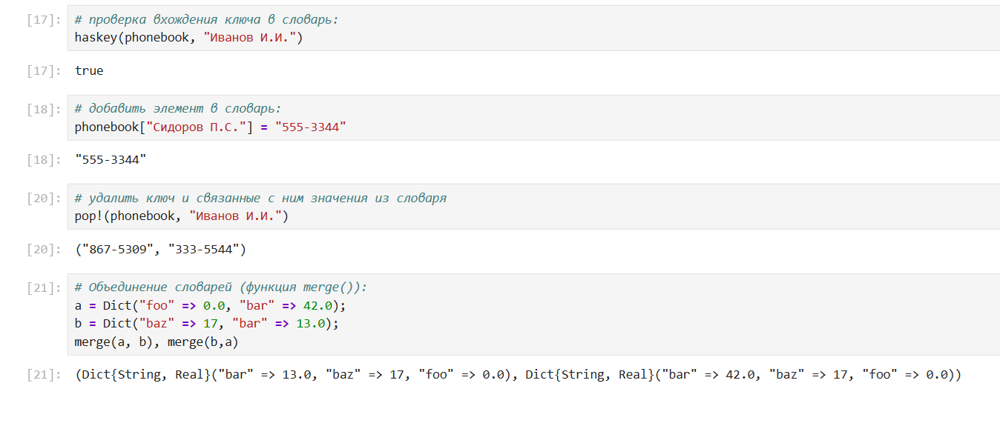 [17]: # проверка вхождения ключа в словарь:
haskey(phonebook, "Иванов И.И.")
[17]: true
[18]: # добавить элемент в словарь:
phonebook["Сидоров П.С."] = "555-3344"
[18]: "555-3344"
[20]: # удалить ключ и связанные с ним значения из словаря
pop!(phonebook, "Иванов И.И.")
[20]: ("867-5309", "333-5544")
[21]: # Объединение словарей (функция merge()):
a = Dict("foo" => 0.0, "bar" => 42.0);
b = Dict("baz" => 17, "bar" => 13.0);
merge(a, b), merge(b,a)
[21]: (Dict{String, Real}("bar" => 13.0, "baz" => 17, "foo" => 0.0), Dict{String, Real}("bar" => 42.0, "baz" => 17, "foo" => 0.0))